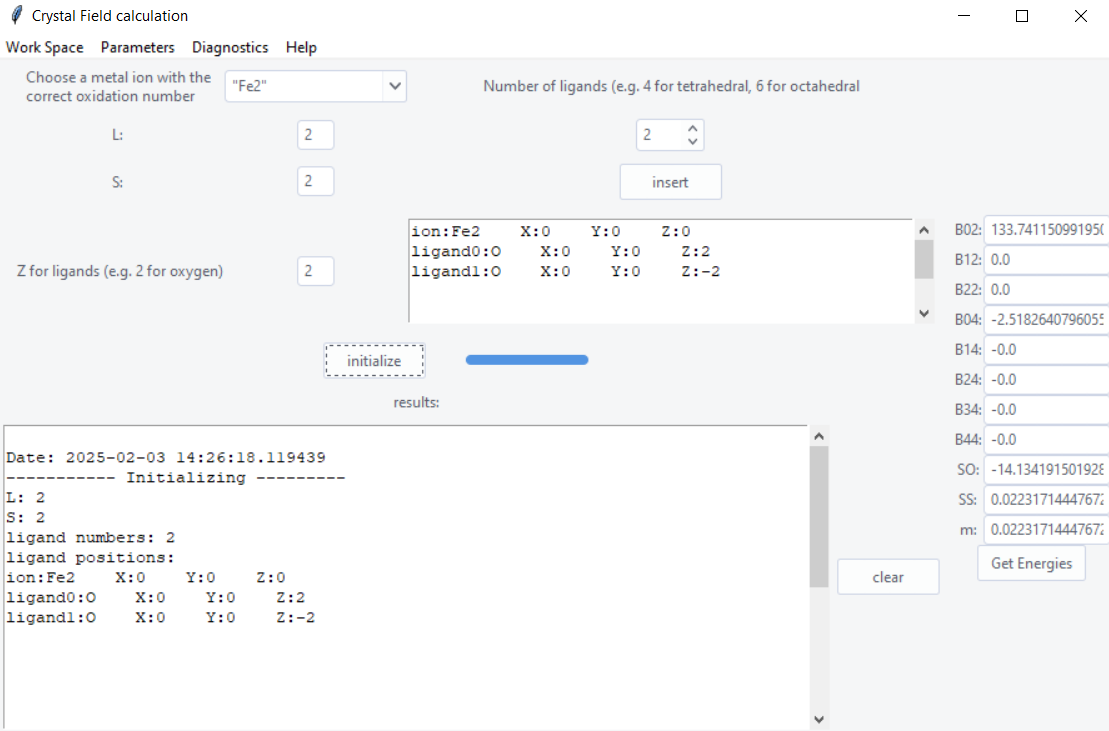 Crystal Field calculation
Work Space Parameters Diagnostics Help
Choose a metal ion with the
correct oxidation number
"Fe2"
Number of ligands (e.g. 4 for tetrahedral, 6 for octahedral
L: 2
2
S: 2
insert
Z for ligands (e.g. 2 for oxygen) 2
ion:Fe2 X:0 Y:0 Z:0
ligand0:O X:0 Y:0 Z:2
ligand1:O X:0 Y:0 Z:-2
initialize
results:
Date: 2025-02-03 14:26:18.119439
----------- Initializing ---------
L: 2
S: 2
ligand numbers: 2
ligand positions:
ion:Fe2 X:0 Y:0 Z:0
ligand0:O X:0 Y:0 Z:2
ligand1:O X:0 Y:0 Z:-2
clear
B02: 133.74115099195
B12: 0.0
B22: 0.0
B04: -2.5182640796055
B14: -0.0
B24: -0.0
B34: -0.0
B44: -0.0
SO: -14.134191501928
SS: 0.0223171444767
m: 0.0223171444767
Get Energies